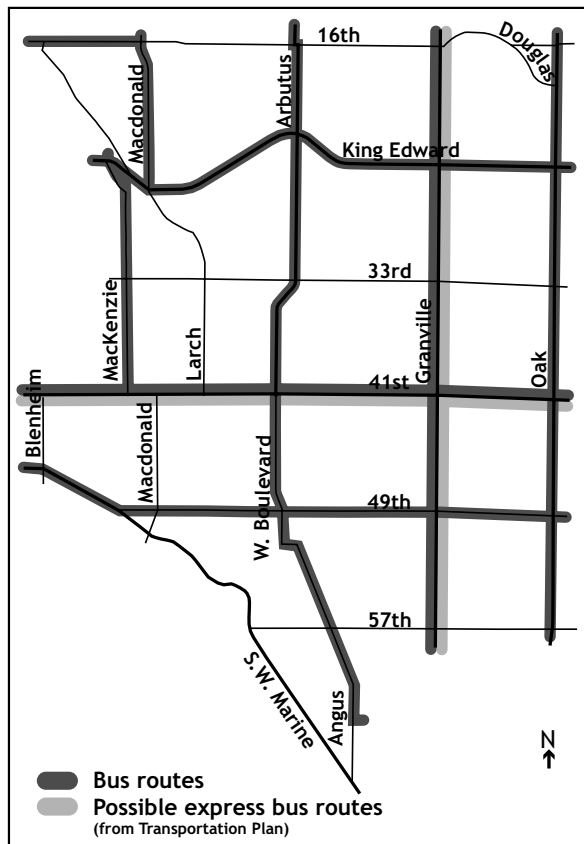 16th
Douglas
Macdonald
Arbutus
King Edward
33rd
MacKenzie
Larch
Granville
Oak
41st
Blenheim
Macdonald
W. Boulevard
49th
57th
S.W. Marine
Angus
N
Bus routes
Possible express bus routes
(from Transportation Plan)